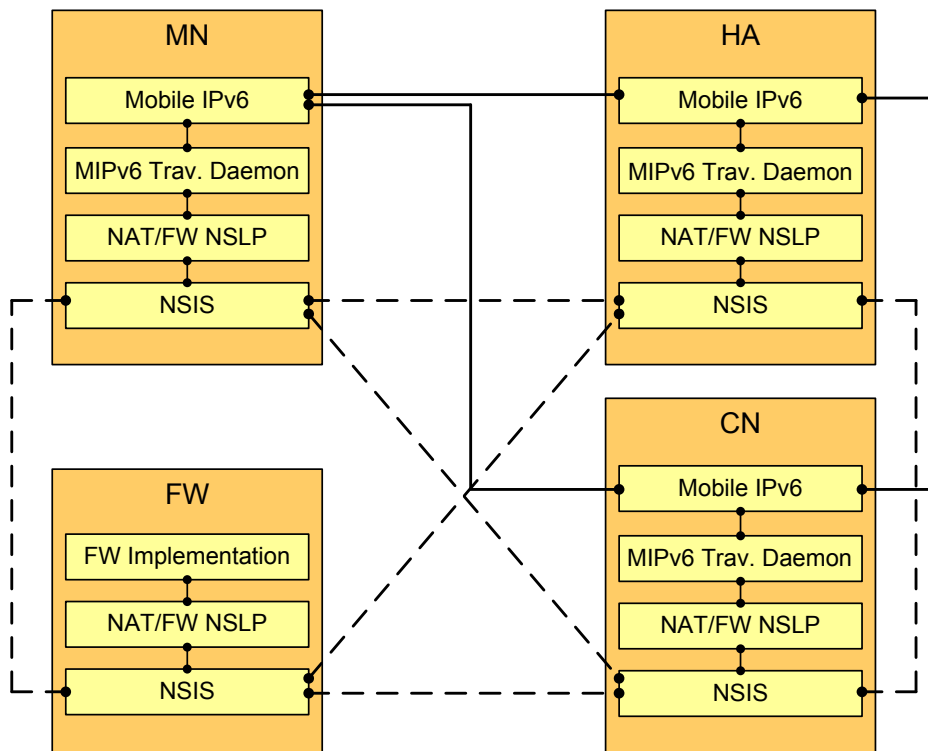 MN
Mobile IPv6
MIPv6 Trav. Daemon
NAT/FW NSLP
NSIS
HA
Mobile IPv6
MIPv6 Trav. Daemon
NAT/FW NSLP
NSIS
FW
FW Implementation
NAT/FW NSLP
NSIS
CN
Mobile IPv6
MIPv6 Trav. Daemon
NAT/FW NSLP
NSIS